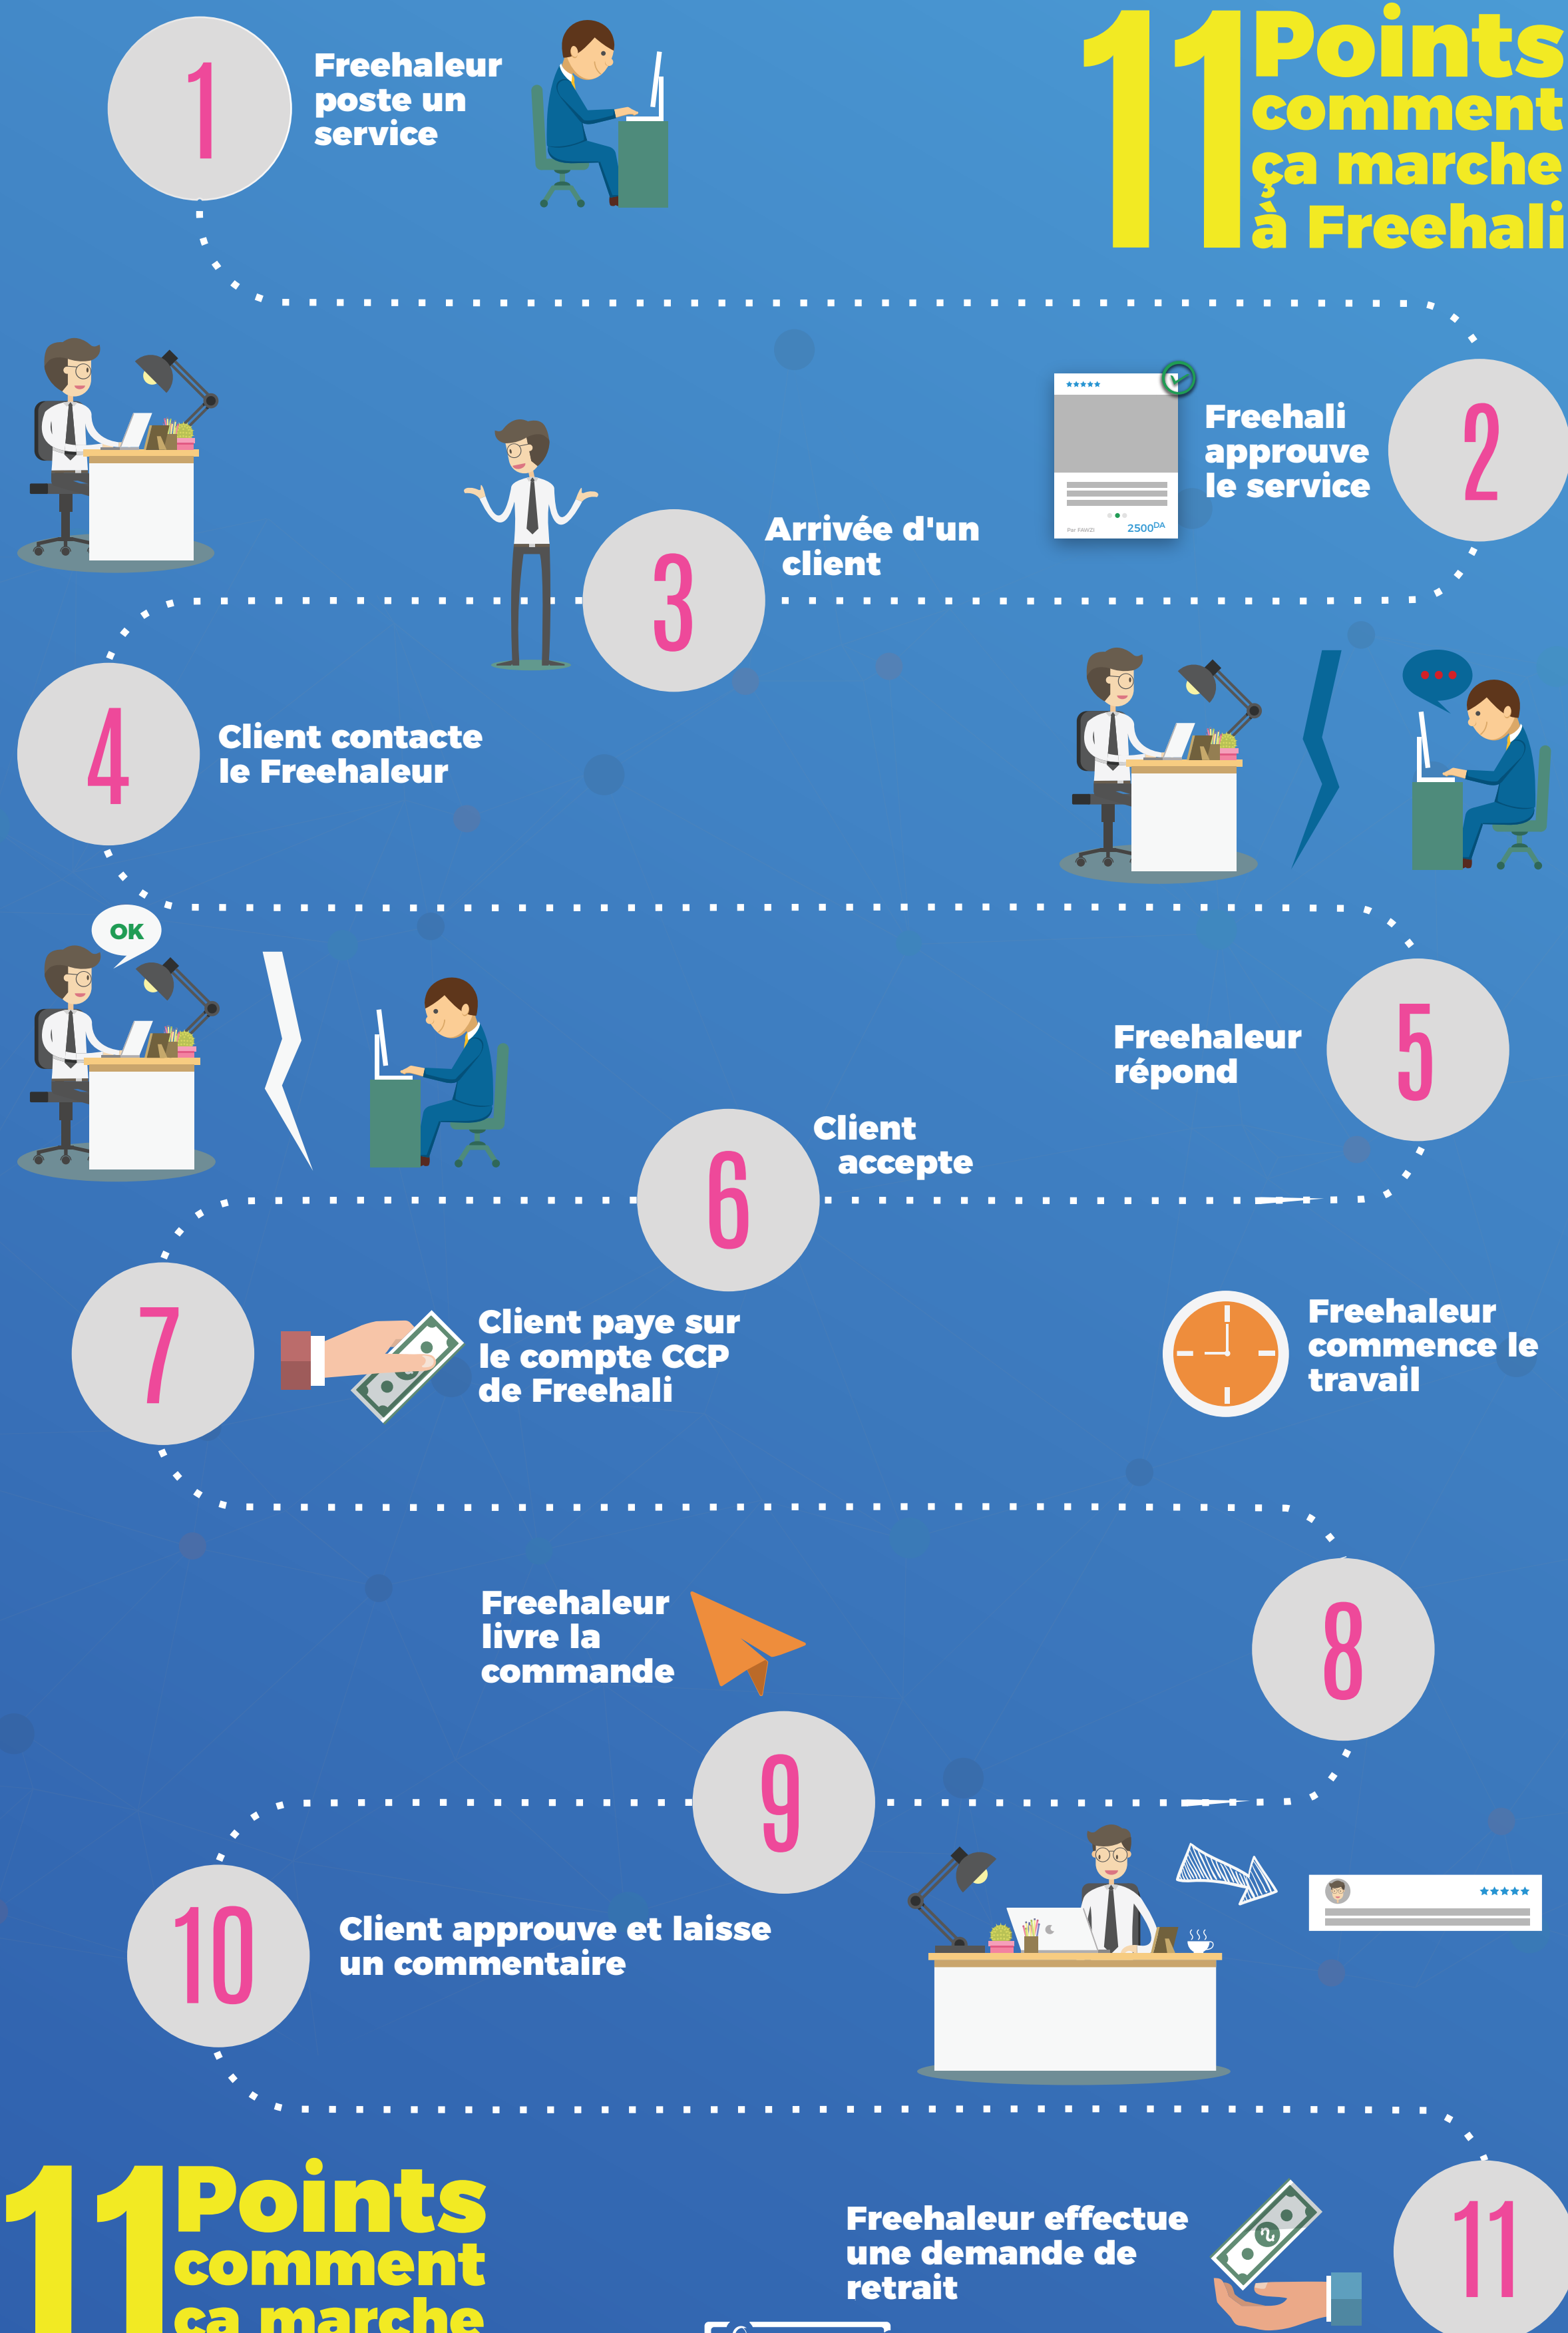 11
Points
comment
ça marche
à Freehali
1
Freehaleur
poste un
service
2
Freehali
approuve
le service
Par FAWZI
2500DA
3
Arrivée d'un
client
4
Client contacte
le Freehaleur
OK
5
Freehaleur
répond
6
Client
accepte
7
Client paye sur
le compte CCP
de Freehali
Freehaleur
commence le
travail
8
Freehaleur
livre la
commande
9
10
Client approuve et laisse
un commentaire
11
Freehaleur effectue
une demande de
retrait
11
Points
comment
ça marche